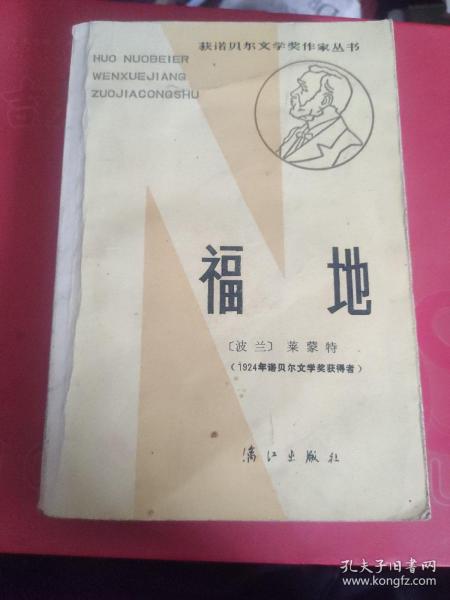 获诺贝尔文学奖作家丛书
HUO NUOBEIER
WENXUEJIANG
ZUOJIACONGSHU
福地
〔波兰〕莱蒙特
(1924年诺贝尔文学奖获得者)
漓江出版社
孔夫子旧书网
www.kongfz.com